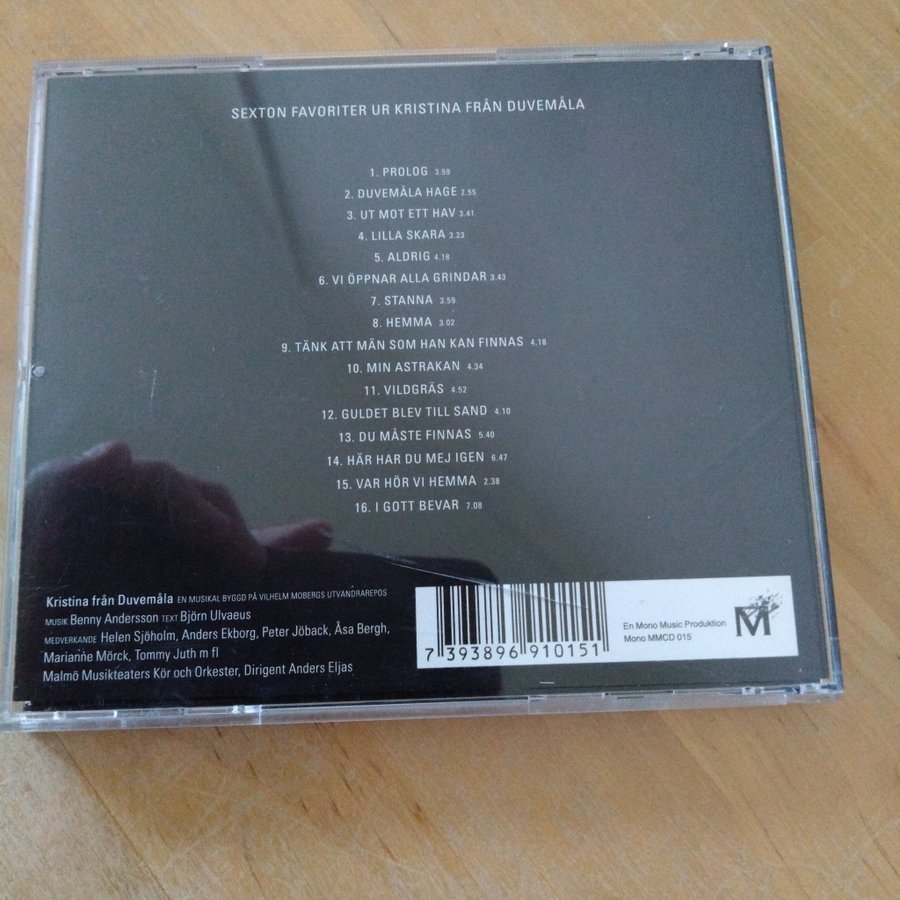 SEXTON FAVORITER UR KRISTINA FRÅN DUVEMÅLA
1. PROLOG 3.59
2. DUVEMÅLA HAGE 2.55
3. UT MOT ETT HAV 3.41
4. LILLA SKARA 3.23
5. ALDRIG 4.18
6. VI ÖPPNAR ALLA GRINDAR 3.43
7. STANNA 3.59
8. HEMMA 3.02
9. TÄNK ATT MÄN SOM HAN KAN FINNAS 4.18
10. MIN ASTRAKAN 4.34
11. VILDGRÄS 4.52
12. GULDET BLEV TILL SAND 4.10
13. DU MÅSTE FINNAS 5.40
14. HÄR HAR DU MEJ IGEN 6.47
15. VAR HÖR VI HEMMA 2.38
16. I GOTT BEVAR 7.08
Kristina från Duvemåla EN MUSIKAL BYGGD PÅ VILHELM MOBERGS UTVANDRAREPOS
MUSIK Benny Andersson TEXT Björn Ulvaeus
MEDVERKANDE Helen Sjöholm, Anders Ekborg, Peter Jöback, Åsa Bergh,
Marianne Mörck, Tommy Juth m fl
Malmö Musikteaters Kör och Orkester, Dirigent Anders Eljas
7 393896 910151
En Mono Music Produktion
Mono MMCD 015
M